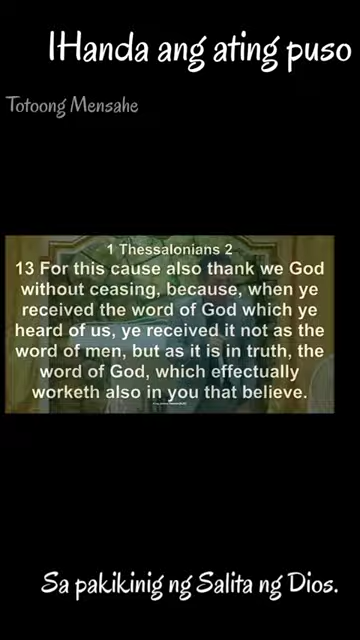 IHanda ang ating puso
Totoong Mensahe
1 Thessalonians 2
13 For this cause also thank we God
without ceasing, because, when ye
received the word of God which ye
heard of us, ye received it not as the
word of men, but as it is in truth, the
word of God, which effectually
worketh also in you that believe.
Sa pakikinig ng Salita ng Dios.